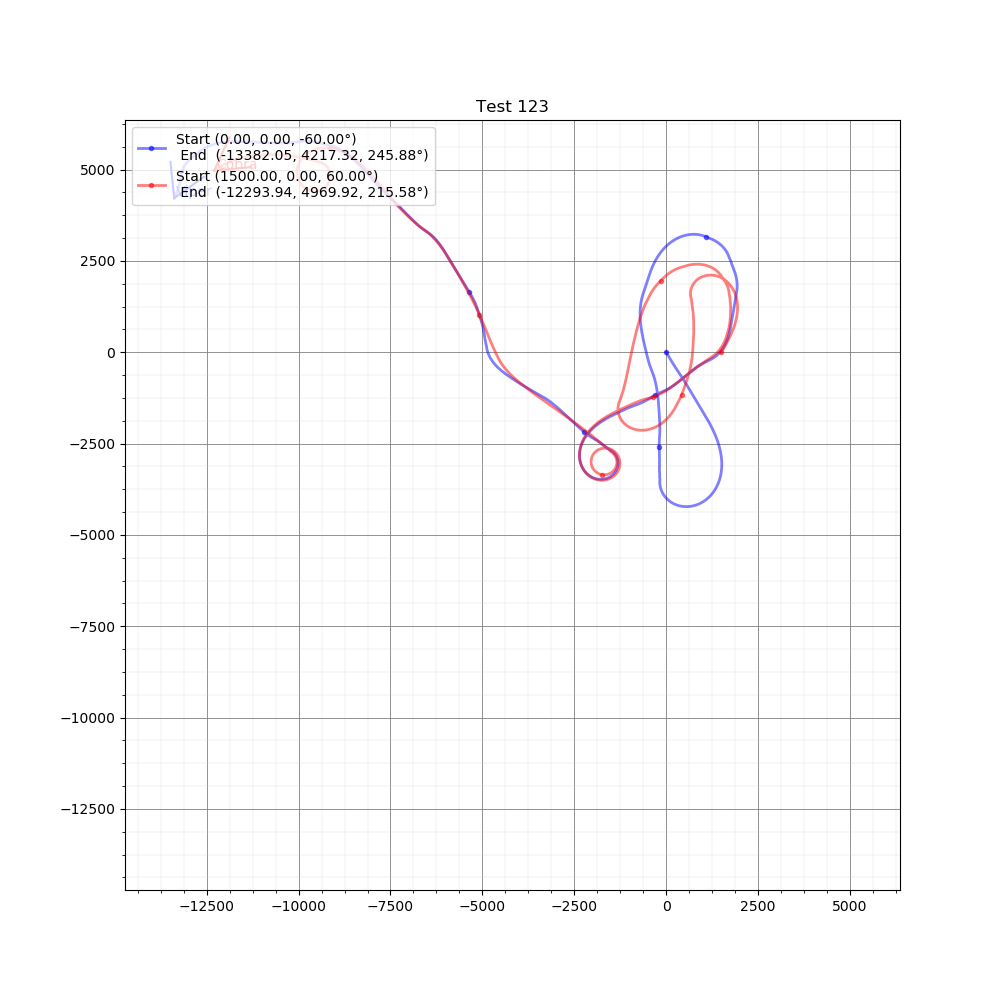 Test 123
Start (0.00, 0.00, -60.00°)
End (-13382.05, 4217.32, 245.88°)
Start (1500.00, 0.00, 60.00°)
End (-12293.94, 4969.92, 215.58°)
5000
2500
0
−2500
−5000
−7500
−10000
−12500
−12500 −10000 −7500 −5000 −2500 0 2500 5000